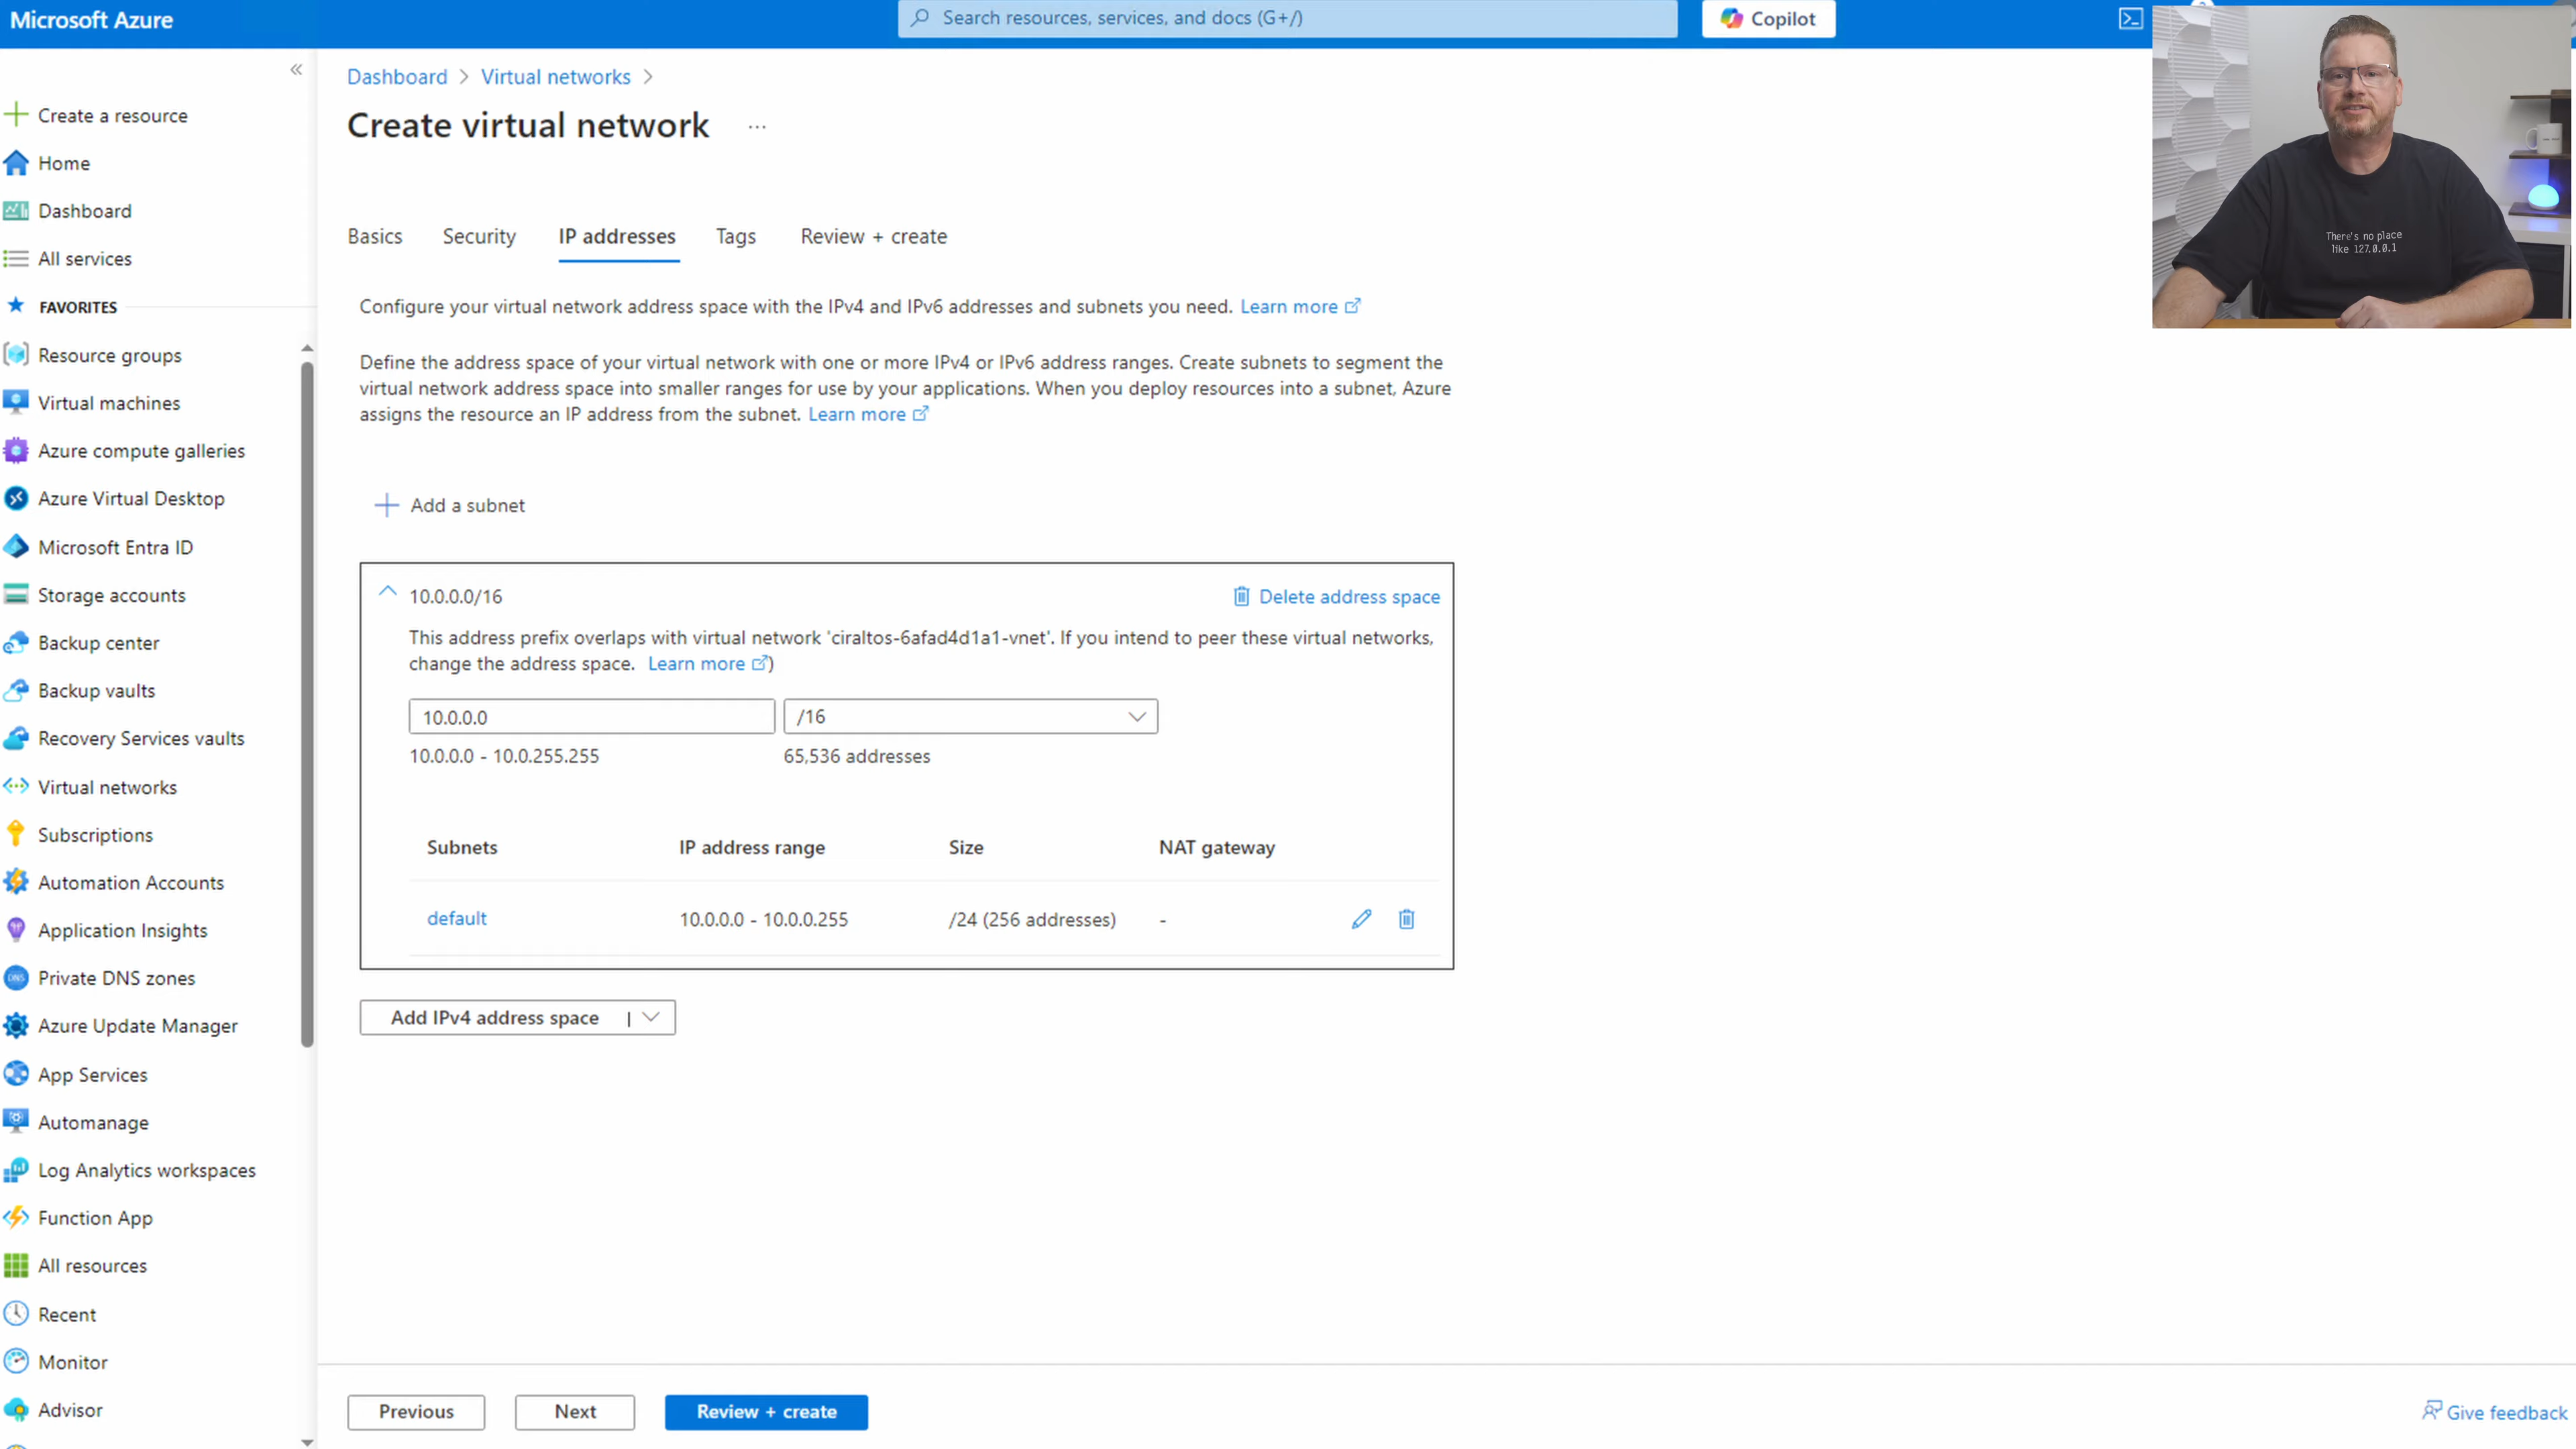 Microsoft Azure
Search resources, services, and docs (G+/)
Copilot
Create a resource
Home
Dashboard
All services
FAVORITES
Resource groups
Virtual machines
Azure compute galleries
Azure Virtual Desktop
Microsoft Entra ID
Storage accounts
Backup center
Backup vaults
Recovery Services vaults
Virtual networks
Subscriptions
Automation Accounts
Application Insights
Private DNS zones
Azure Update Manager
App Services
Automanage
Log Analytics workspaces
Function App
All resources
Recent
Monitor
Advisor
Dashboard > Virtual networks >
Create virtual network ...
Basics Security IP addresses Tags Review + create
Configure your virtual network address space with the IPv4 and IPv6 addresses and subnets you need. Learn more
Define the address space of your virtual network with one or more IPv4 or IPv6 address ranges. Create subnets to segment the
virtual network address space into smaller ranges for use by your applications. When you deploy resources into a subnet, Azure
assigns the resource an IP address from the subnet. Learn more
+ Add a subnet
10.0.0.0/16
Delete address space
This address prefix overlaps with virtual network 'ciraltos-6afad4d1a1-vnet'. If you intend to peer these virtual networks,
change the address space. Learn more )
10.0.0.0 /16
10.0.0.0 - 10.0.255.255 65,536 addresses
Subnets IP address range Size NAT gateway
default 10.0.0.0 - 10.0.0.255 /24 (256 addresses) -
Add IPv4 address space |
Previous Next Review + create
Give feedback
There's no place
like 127.0.0.1